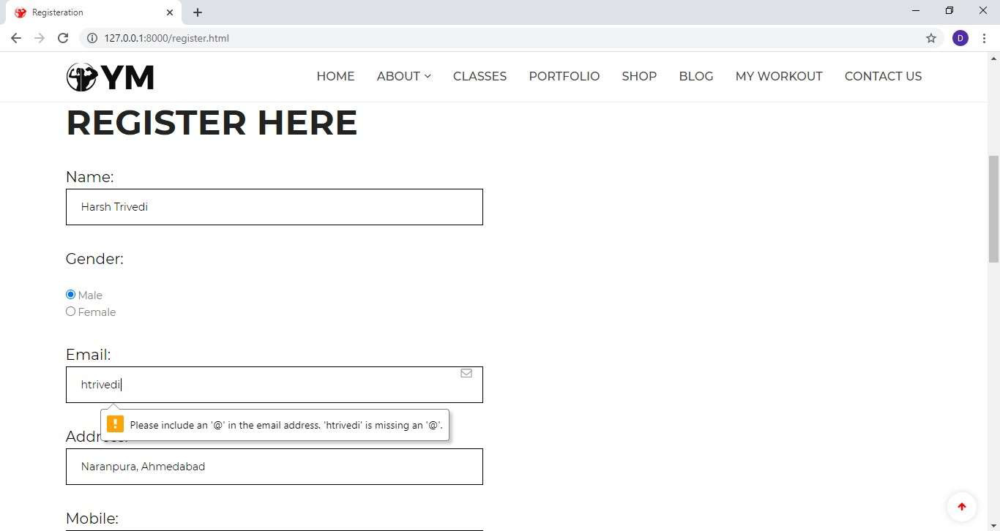 Registeration
127.0.0.1:8000/register.html
D
YM HOME ABOUT CLASSES PORTFOLIO SHOP BLOG MY WORKOUT CONTACT US
REGISTER HERE
Name:
Harsh Trivedi
Gender:
Male
Female
Email:
htrivedi
Please include an '@' in the email address. 'htrivedi' is missing an '@'.
Address:
Naranpura, Ahmedabad
Mobile: